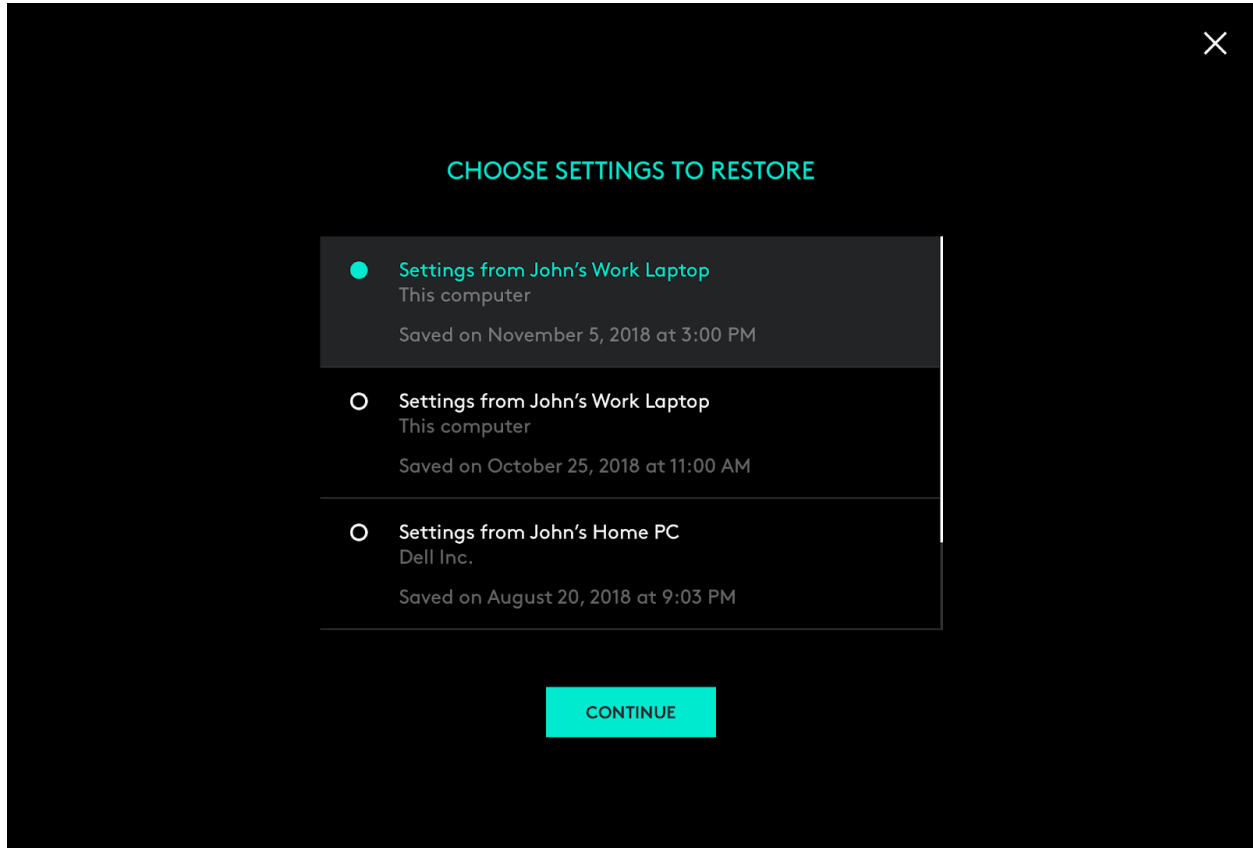 CHOOSE SETTINGS TO RESTORE
Settings from John’s Work Laptop
This computer
Saved on November 5, 2018 at 3:00 PM
Settings from John’s Work Laptop
This computer
Saved on October 25, 2018 at 11:00 AM
Settings from John’s Home PC
Dell Inc.
Saved on August 20, 2018 at 9:03 PM
CONTINUE